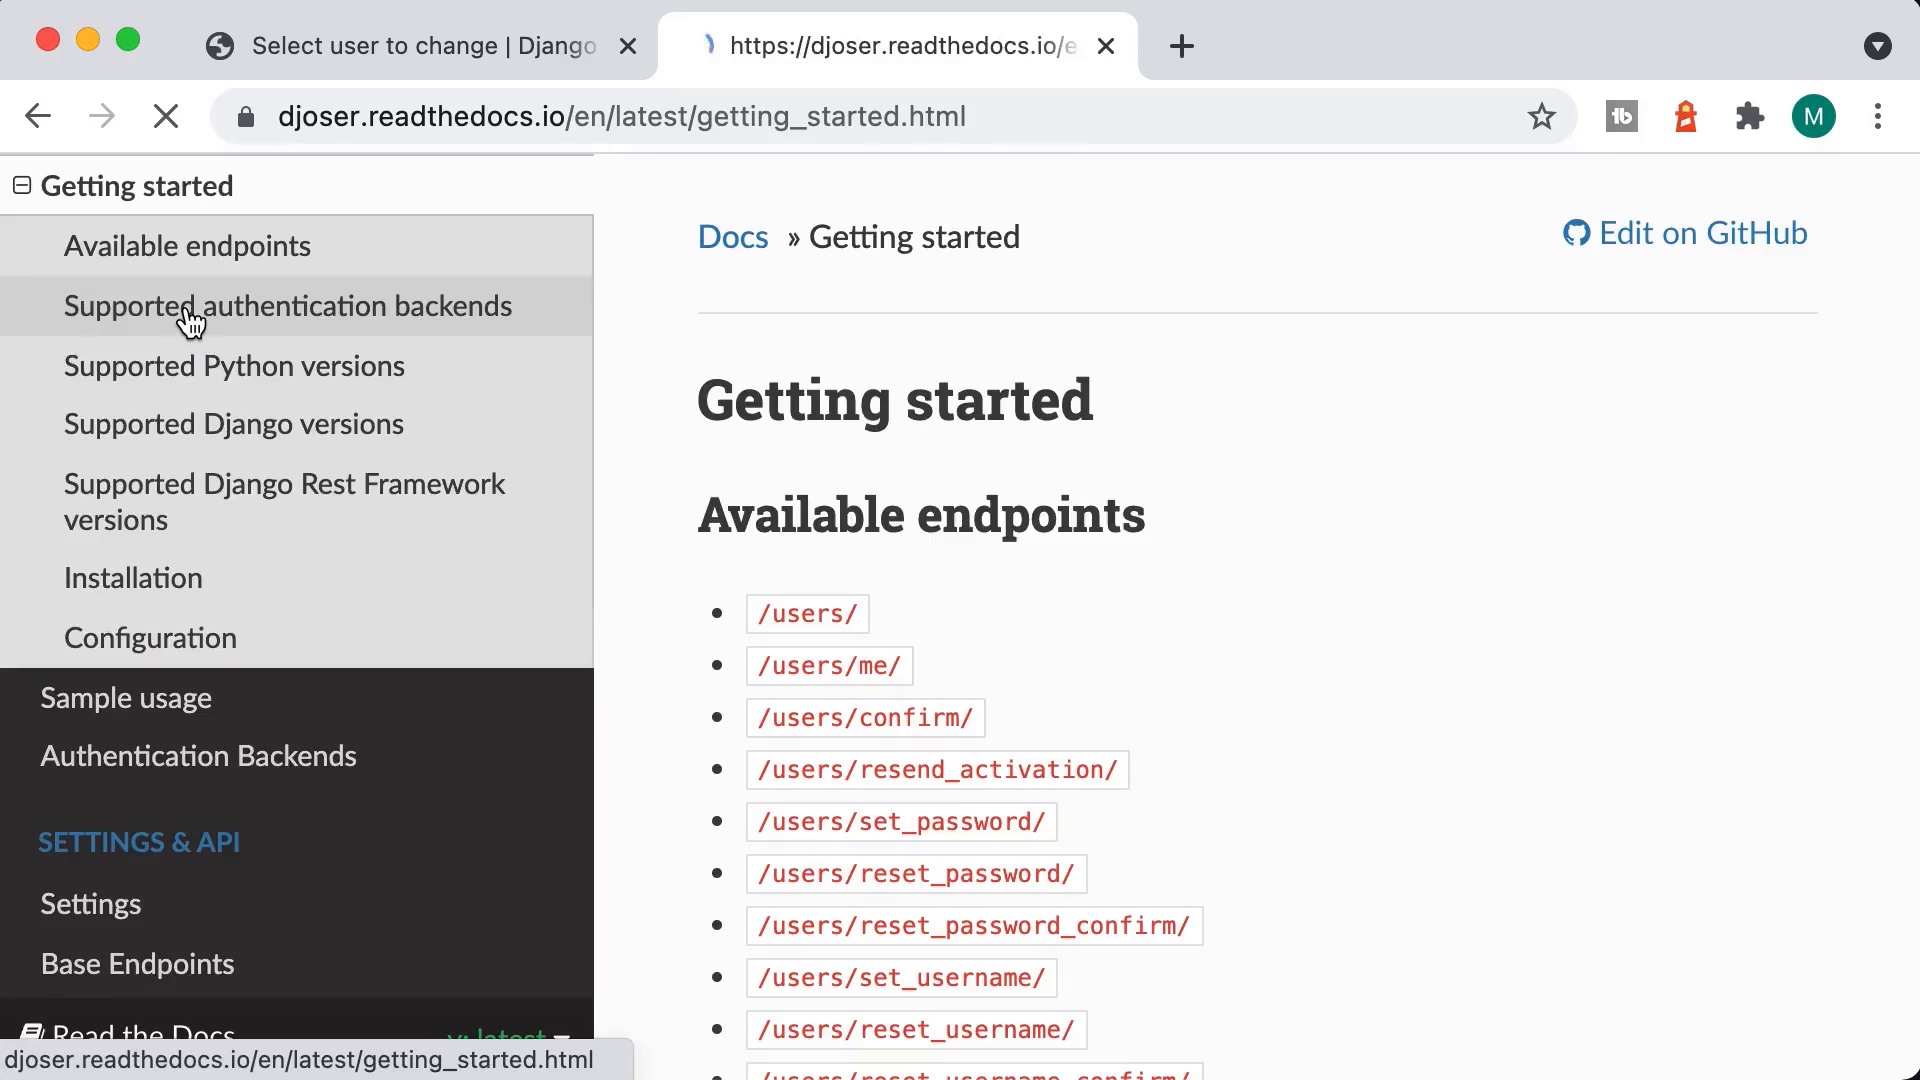 Select user to change | Django
https://djoser.readthedocs.io/e
djoser.readthedocs.io/en/latest/getting_started.html
M
Getting started
Available endpoints
Supported authentication backends
Supported Python versions
Supported Django versions
Supported Django Rest Framework
versions
Installation
Configuration
Sample usage
Authentication Backends
SETTINGS & API
Settings
Base Endpoints
Read the Docs
v: latest
djoser.readthedocs.io/en/latest/getting_started.html
Docs » Getting started
Edit on GitHub
Getting started
Available endpoints
/users/
/users/me/
/users/confirm/
/users/resend_activation/
/users/set_password/
/users/reset_password/
/users/reset_password_confirm/
/users/set_username/
/users/reset_username/
/users/reset_username_confirm/